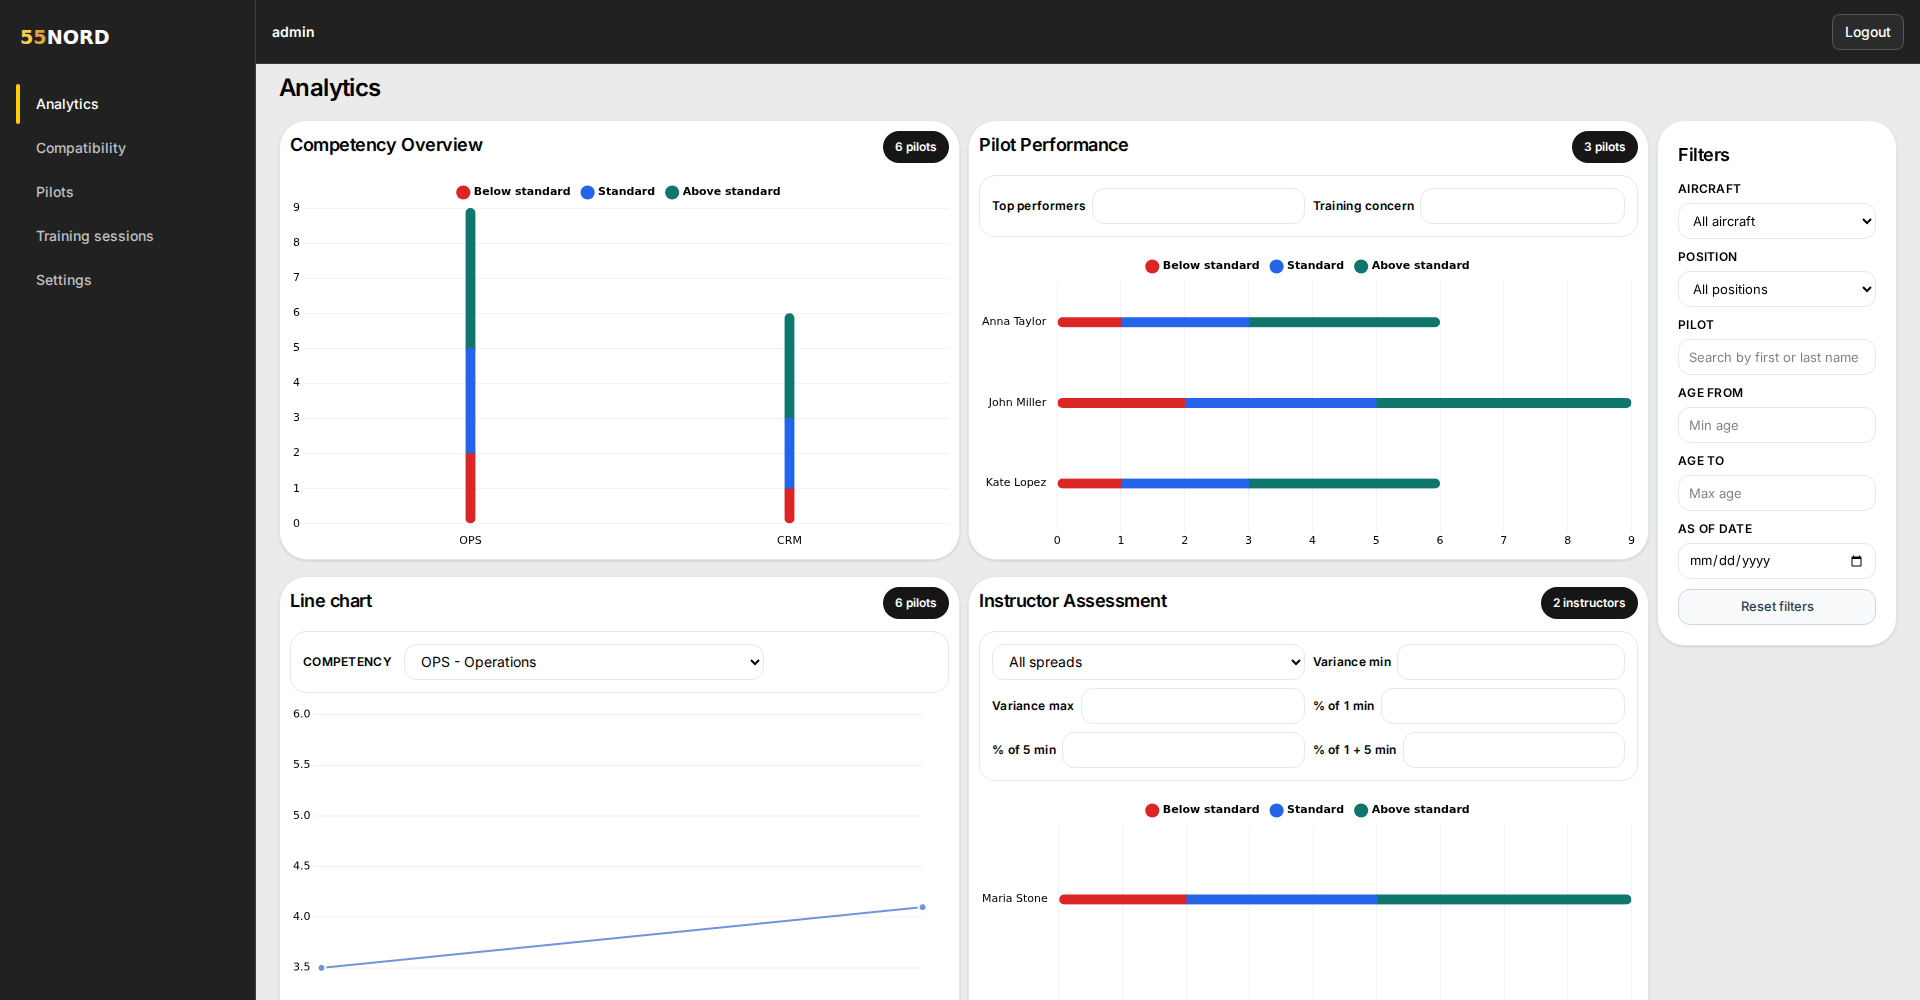 55NORD
admin
Logout
Analytics
Compatibility
Pilots
Training sessions
Settings
Analytics
Competency Overview
6 pilots
Below standard Standard Above standard
9
8
7
6
5
4
3
2
1
0
OPS CRM
Pilot Performance
3 pilots
Top performers Training concern
Below standard Standard Above standard
Anna Taylor
John Miller
Kate Lopez
0 1 2 3 4 5 6 7 8 9
Filters
AIRCRAFT
All aircraft
POSITION
All positions
PILOT
Search by first or last name
AGE FROM
Min age
AGE TO
Max age
AS OF DATE
mm/dd/yyyy
Reset filters
Line chart
6 pilots
COMPETENCY OPS - Operations
6.0
5.5
5.0
4.5
4.0
3.5
Instructor Assessment
2 instructors
All spreads Variance min
Variance max % of 1 min
% of 5 min % of 1 + 5 min
Below standard Standard Above standard
Maria Stone